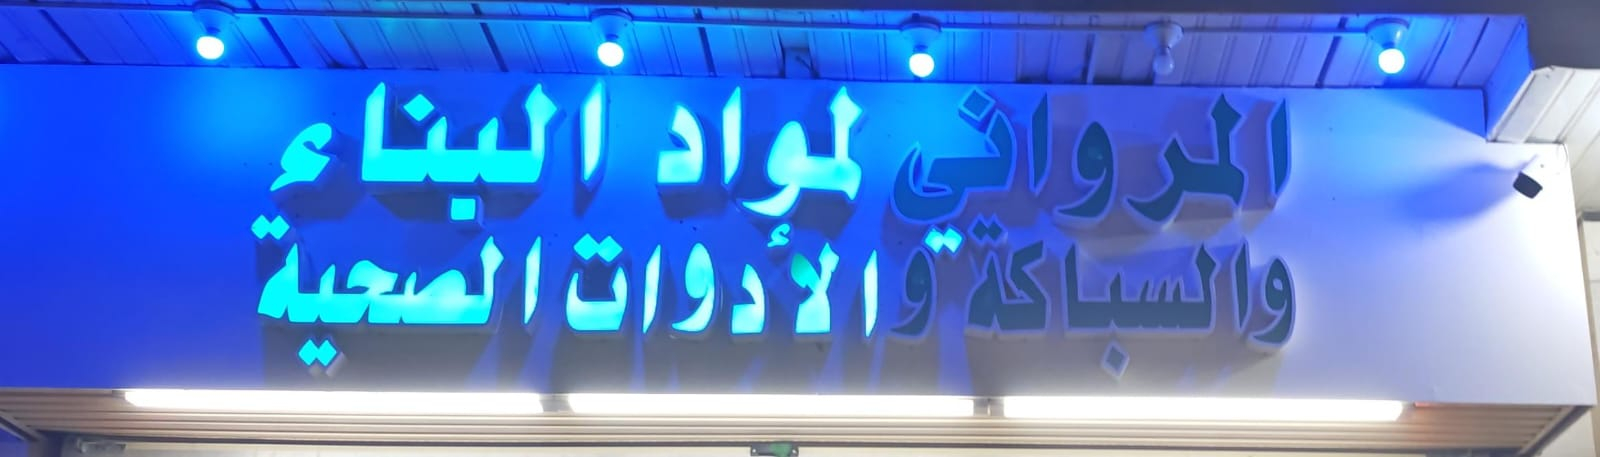 المرواني لمواد البناء
والسباكة والأدوات الصحية